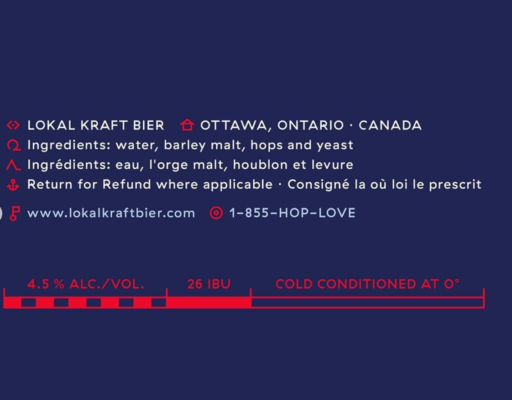 LOKAL KRAFT BIER OTTAWA, ONTARIO · CANADA
Ingredients: water, barley malt, hops and yeast
Ingrédients: eau, l'orge malt, houblon et levure
Return for Refund where applicable · Consigné la où loi le prescrit
www.lokalkraftbier.com 1-855-HOP-LOVE
4.5 % ALC./VOL. 26 IBU COLD CONDITIONED AT 0°